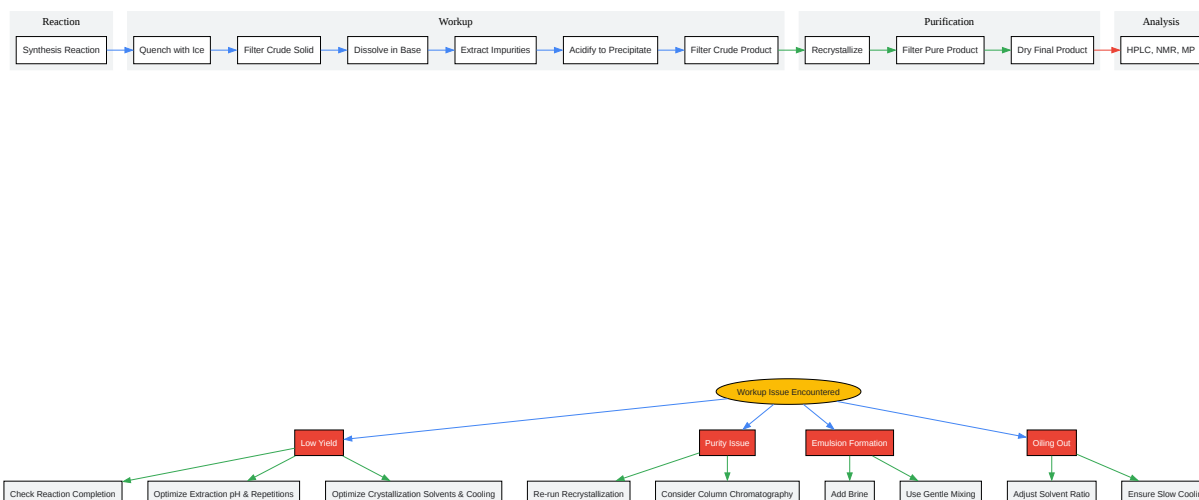 Reaction
Workup
Purification
Analysis
Synthesis Reaction
Quench with Ice
Filter Crude Solid
Dissolve in Base
Extract Impurities
Acidify to Precipitate
Filter Crude Product
Recrystallize
Filter Pure Product
Dry Final Product
HPLC, NMR, MP
Workup Issue Encountered
Low Yield
Purity Issue
Emulsion Formation
Oiling Out
Check Reaction Completion
Optimize Extraction pH & Repetitions
Optimize Crystallization Solvents & Cooling
Re-run Recrystallization
Consider Column Chromatography
Add Brine
Use Gentle Mixing
Adjust Solvent Ratio
Ensure Slow Cooling